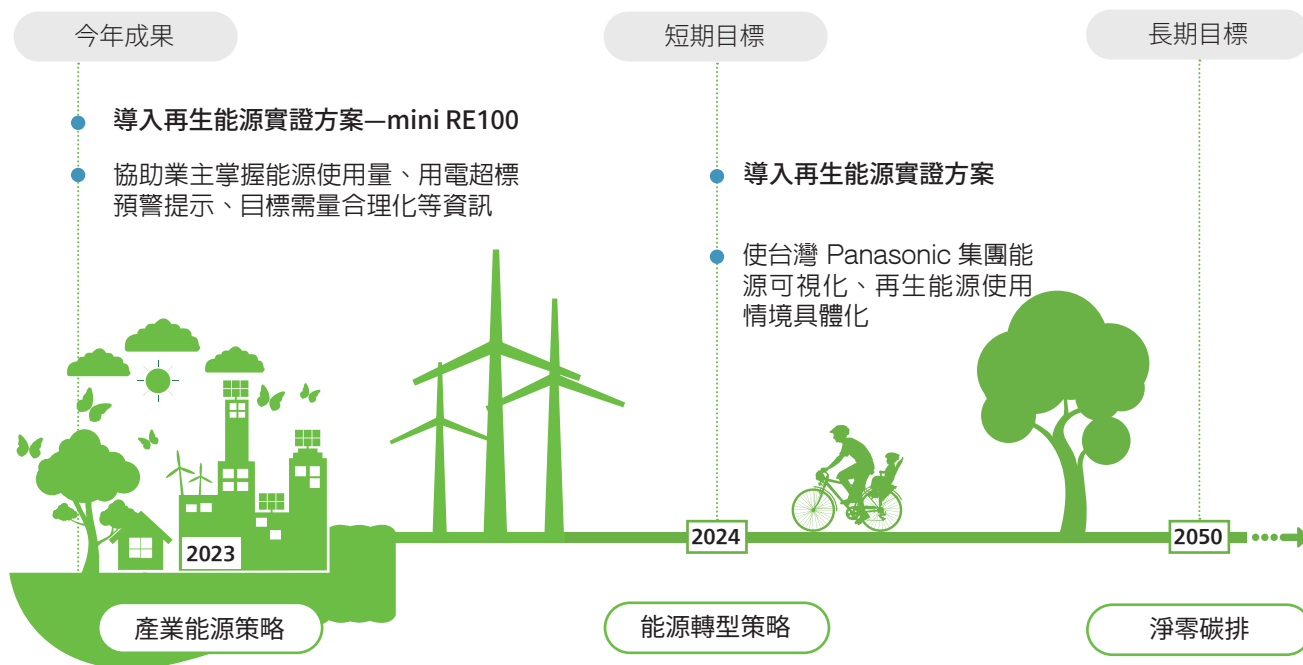 今年成果
短期目標
長期目標
導入再生能源實證方案—mini RE100
協助業主掌握能源使用量、用電超標
預警提示、目標需量合理化等資訊
導入再生能源實證方案
使台灣 Panasonic 集團能
源可視化、再生能源使用
情境具體化
2023
2024
2050
產業能源策略
能源轉型策略
淨零碳排